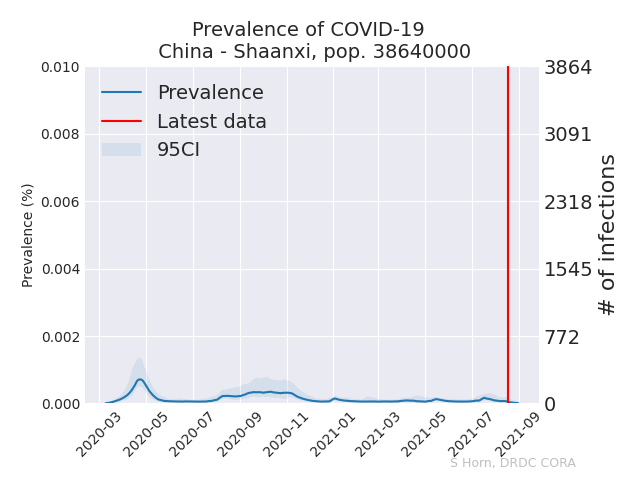 Prevalence of COVID-19
China - Shaanxi, pop. 38640000
Prevalence
Latest data
95CI
Prevalence (%)
0.010
0.008
0.006
0.004
0.002
0.000
3864
3091
2318
1545
772
0
# of infections
2020-03
2020-05
2020-07
2020-09
2020-11
2021-01
2021-03
2021-05
2021-07
2021-09
S Horn, DRDC CORA